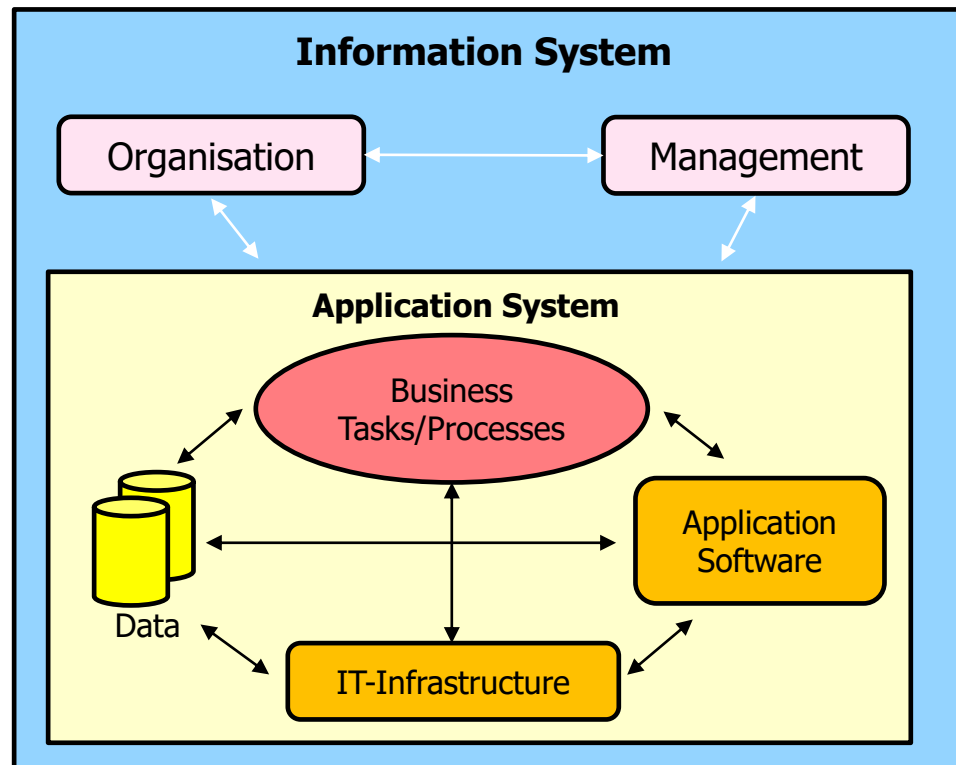 Information System
Organisation
Management
Application System
Business
Tasks/Processes
Application
Software
Data
IT-Infrastructure